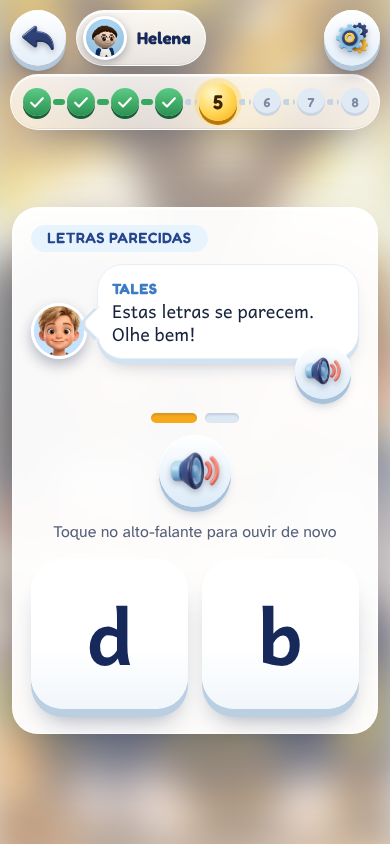 Helena
5 6 7 8
LETRAS PARECIDAS
TALES
Estas letras se parecem.
Olhe bem!
Toque no alto-falante para ouvir de novo
d b